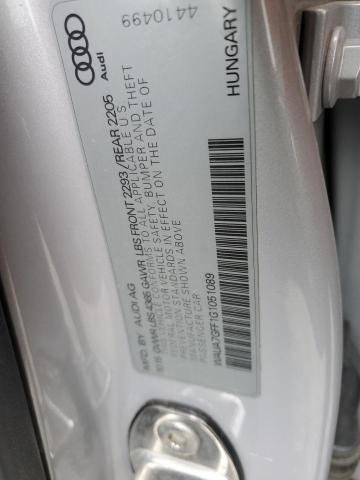 4410499
Audi
HUNGARY
MFD. BY AUDI AG
10/15 GVWR LBS 4365 GAWR LBS FRONT 2293 / REAR 2205
THIS VEHICLE CONFORMS TO ALL APPLICABLE U S
FEDERAL MOTOR VEHICLE SAFETY, BUMPER AND THEFT
PREVENTION STANDARDS IN EFFECT ON THE DATE OF
MANUFACTURE SHOWN ABOVE
PASSENGER CAR
WAUA7GFF1G1051089